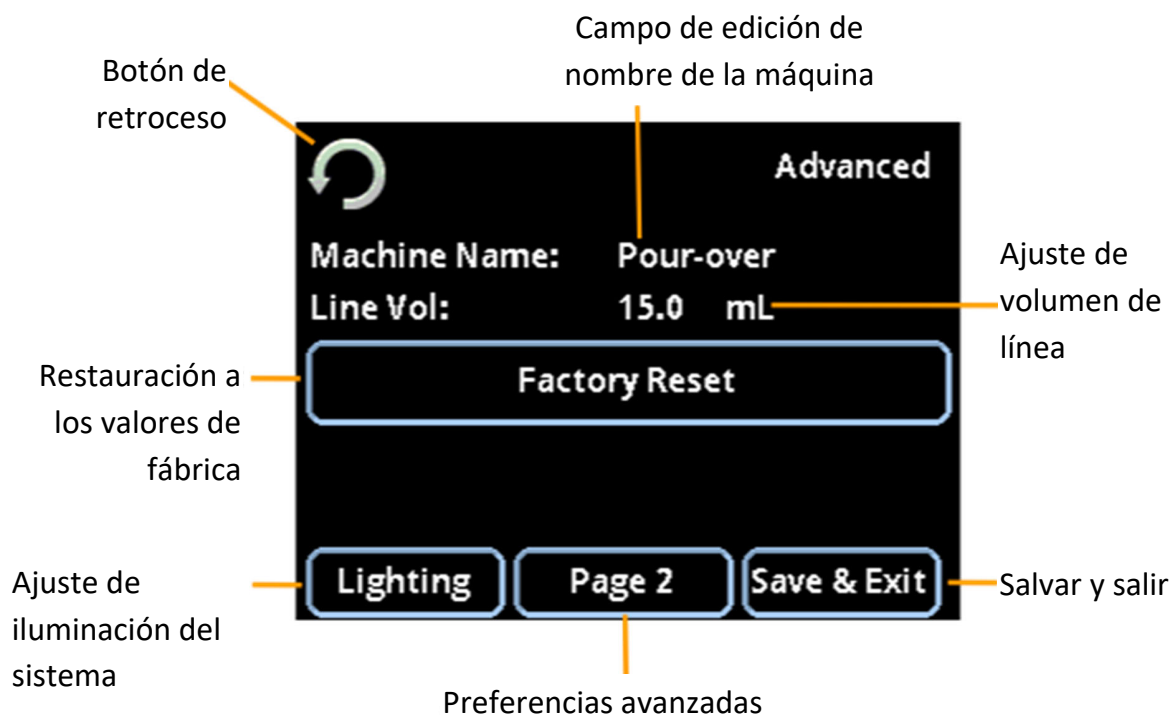 Campo de edición de
nombre de la máquina
Botón de
retroceso
Advanced
Machine Name: Pour-over
Line Vol: 15.0 mL
Ajuste de
volumen de
línea
Restauración a
los valores de
fábrica
Factory Reset
Ajuste de
iluminación del
sistema
Lighting
Page 2
Save & Exit
Salvar y salir
Preferencias avanzadas